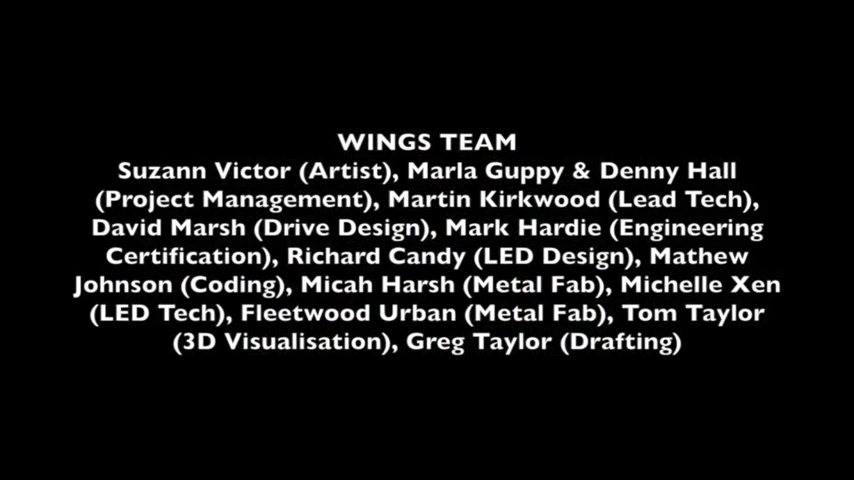 WINGS TEAM
Suzann Victor (Artist), Marla Guppy & Denny Hall
(Project Management), Martin Kirkwood (Lead Tech),
David Marsh (Drive Design), Mark Hardie (Engineering
Certification), Richard Candy (LED Design), Mathew
Johnson (Coding), Micah Harsh (Metal Fab), Michelle Xen
(LED Tech), Fleetwood Urban (Metal Fab), Tom Taylor
(3D Visualisation), Greg Taylor (Drafting)